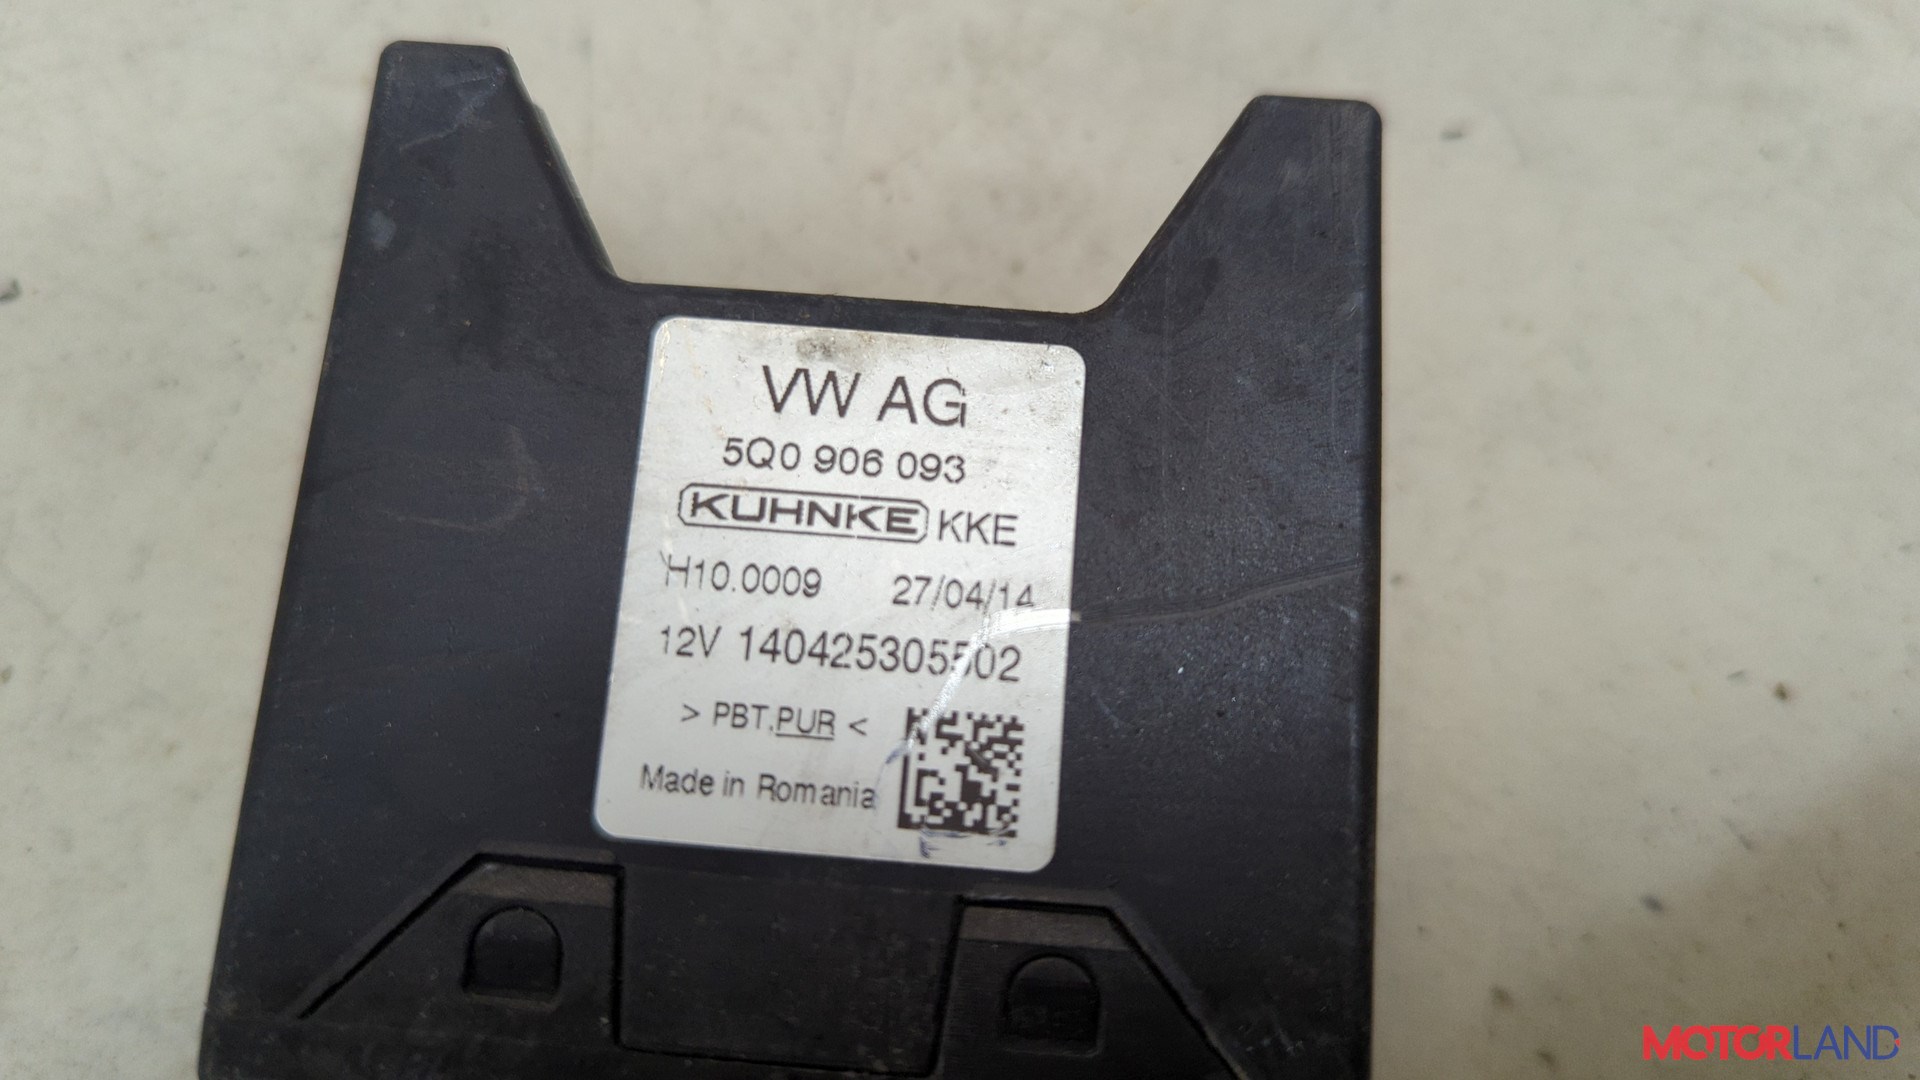 VW AG
5Q0 906 093
KUHNKE KKE
H10.0009 27/04/14
12V 140425305502
> PBT,PUR <
Made in Romania
MOTORLAND